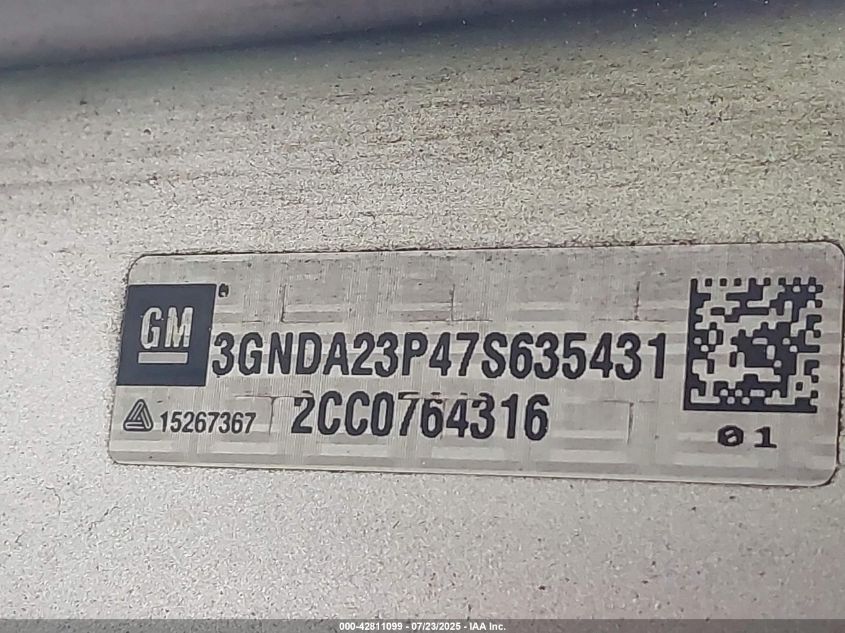 GM
3GNDA23P47S635431
15267367 2CC0764316
01
000-42811099 - 07/23/2025 - IAA Inc.